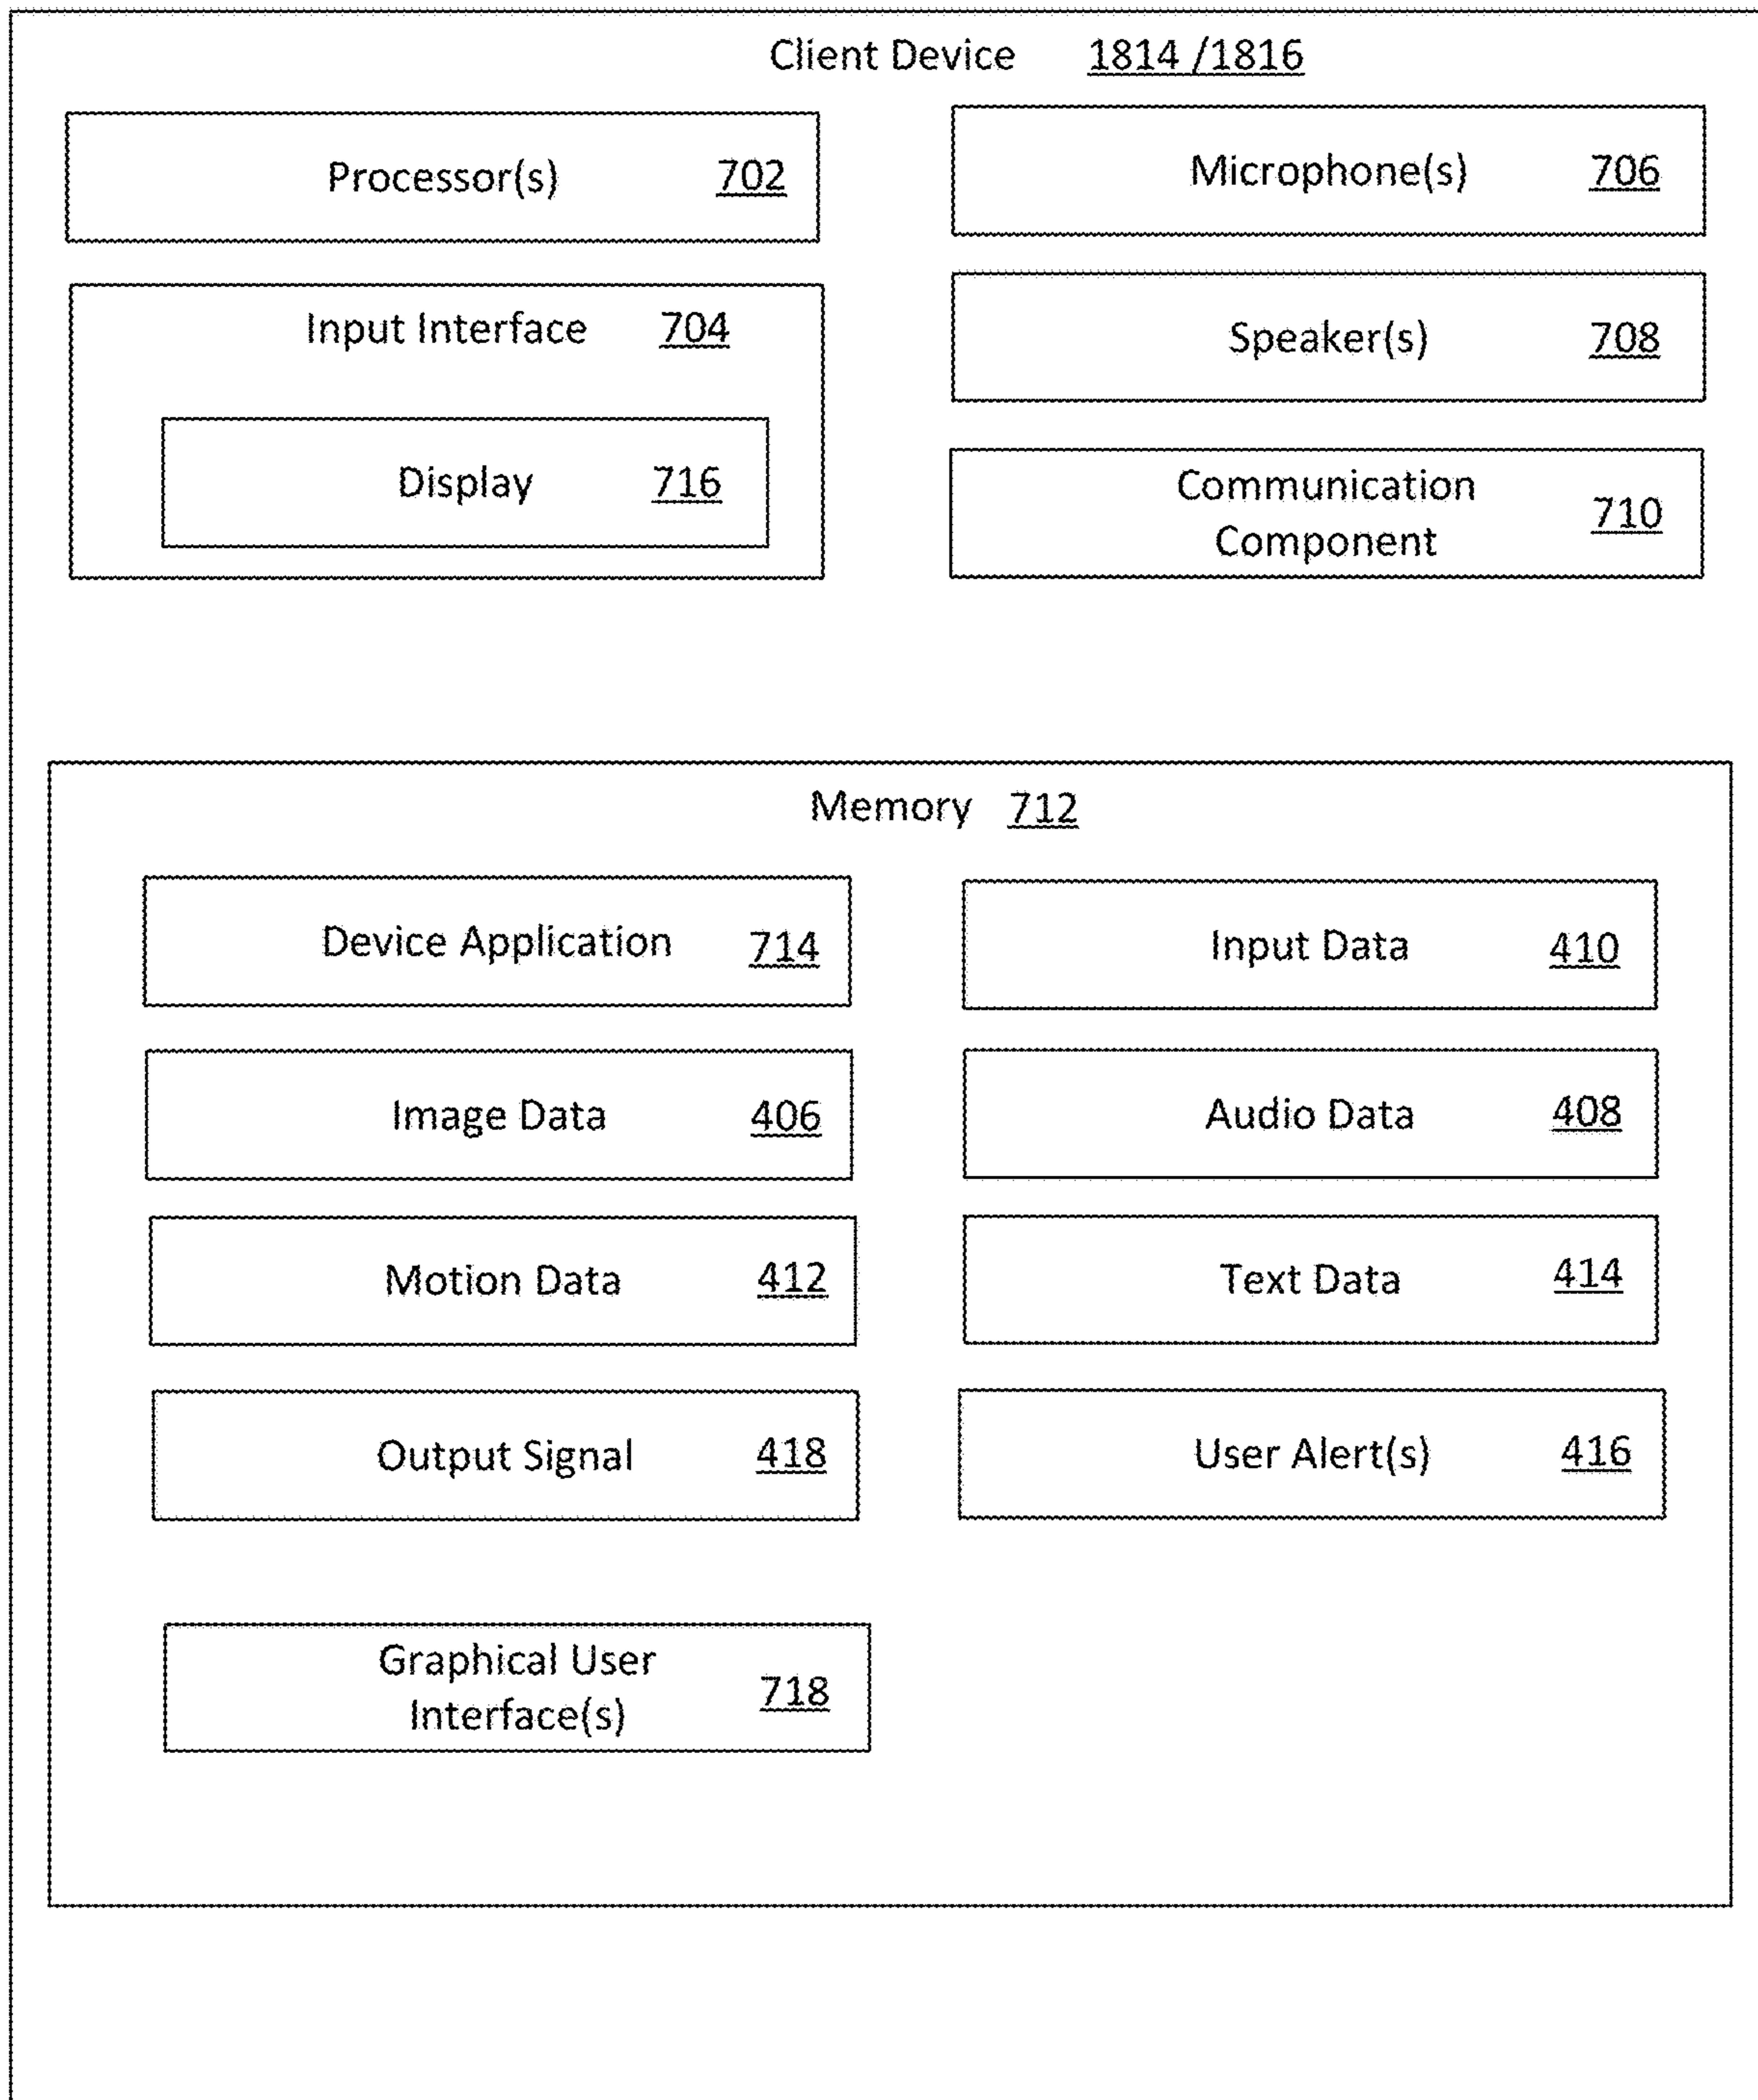 Client Device 1814 /1816
Processor(s) 702
Microphone(s) 706
Input Interface 704
Speaker(s) 708
Display 716
Communication
Component 710
Memory 712
Device Application 714
Input Data 410
Image Data 406
Audio Data 408
Motion Data 412
Text Data 414
Output Signal 418
User Alert(s) 416
Graphical User
Interface(s) 718